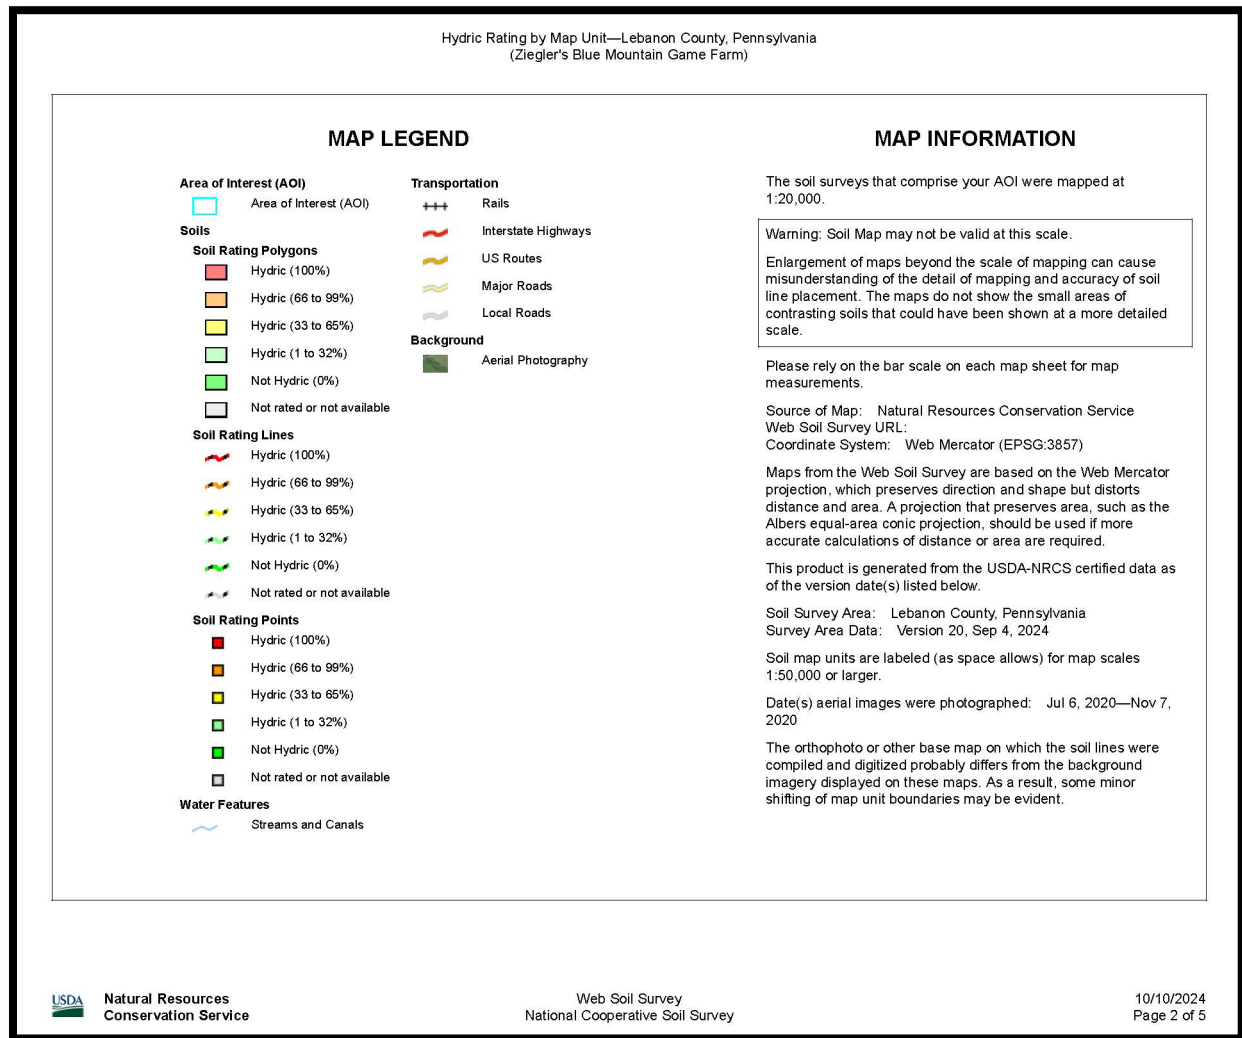 Hydric Rating by Map Unit—Lebanon County, Pennsylvania
(Ziegler's Blue Mountain Game Farm)
MAP LEGEND
Area of Interest (AOI)
Area of Interest (AOI)
Soils
Soil Rating Polygons
Hydric (100%)
Hydric (66 to 99%)
Hydric (33 to 65%)
Hydric (1 to 32%)
Not Hydric (0%)
Not rated or not available
Soil Rating Lines
Hydric (100%)
Hydric (66 to 99%)
Hydric (33 to 65%)
Hydric (1 to 32%)
Not Hydric (0%)
Not rated or not available
Soil Rating Points
Hydric (100%)
Hydric (66 to 99%)
Hydric (33 to 65%)
Hydric (1 to 32%)
Not Hydric (0%)
Not rated or not available
Water Features
Streams and Canals
Transportation
Rails
Interstate Highways
US Routes
Major Roads
Local Roads
Background
Aerial Photography
MAP INFORMATION
The soil surveys that comprise your AOI were mapped at
1:20,000.
Warning: Soil Map may not be valid at this scale.
Enlargement of maps beyond the scale of mapping can cause
misunderstanding of the detail of mapping and accuracy of soil
line placement. The maps do not show the small areas of
contrasting soils that could have been shown at a more detailed
scale.
Please rely on the bar scale on each map sheet for map
measurements.
Source of Map: Natural Resources Conservation Service
Web Soil Survey URL:
Coordinate System: Web Mercator (EPSG:3857)
Maps from the Web Soil Survey are based on the Web Mercator
projection, which preserves direction and shape but distorts
distance and area. A projection that preserves area, such as the
Albers equal-area conic projection, should be used if more
accurate calculations of distance or area are required.
This product is generated from the USDA-NRCS certified data as
of the version date(s) listed below.
Soil Survey Area: Lebanon County, Pennsylvania
Survey Area Data: Version 20, Sep 4, 2024
Soil map units are labeled (as space allows) for map scales
1:50,000 or larger.
Date(s) aerial images were photographed: Jul 6, 2020—Nov 7,
2020
The orthophoto or other base map on which the soil lines were
compiled and digitized probably differs from the background
imagery displayed on these maps. As a result, some minor
shifting of map unit boundaries may be evident.
USDA
Natural Resources
Conservation Service
Web Soil Survey
National Cooperative Soil Survey
10/10/2024
Page 2 of 5